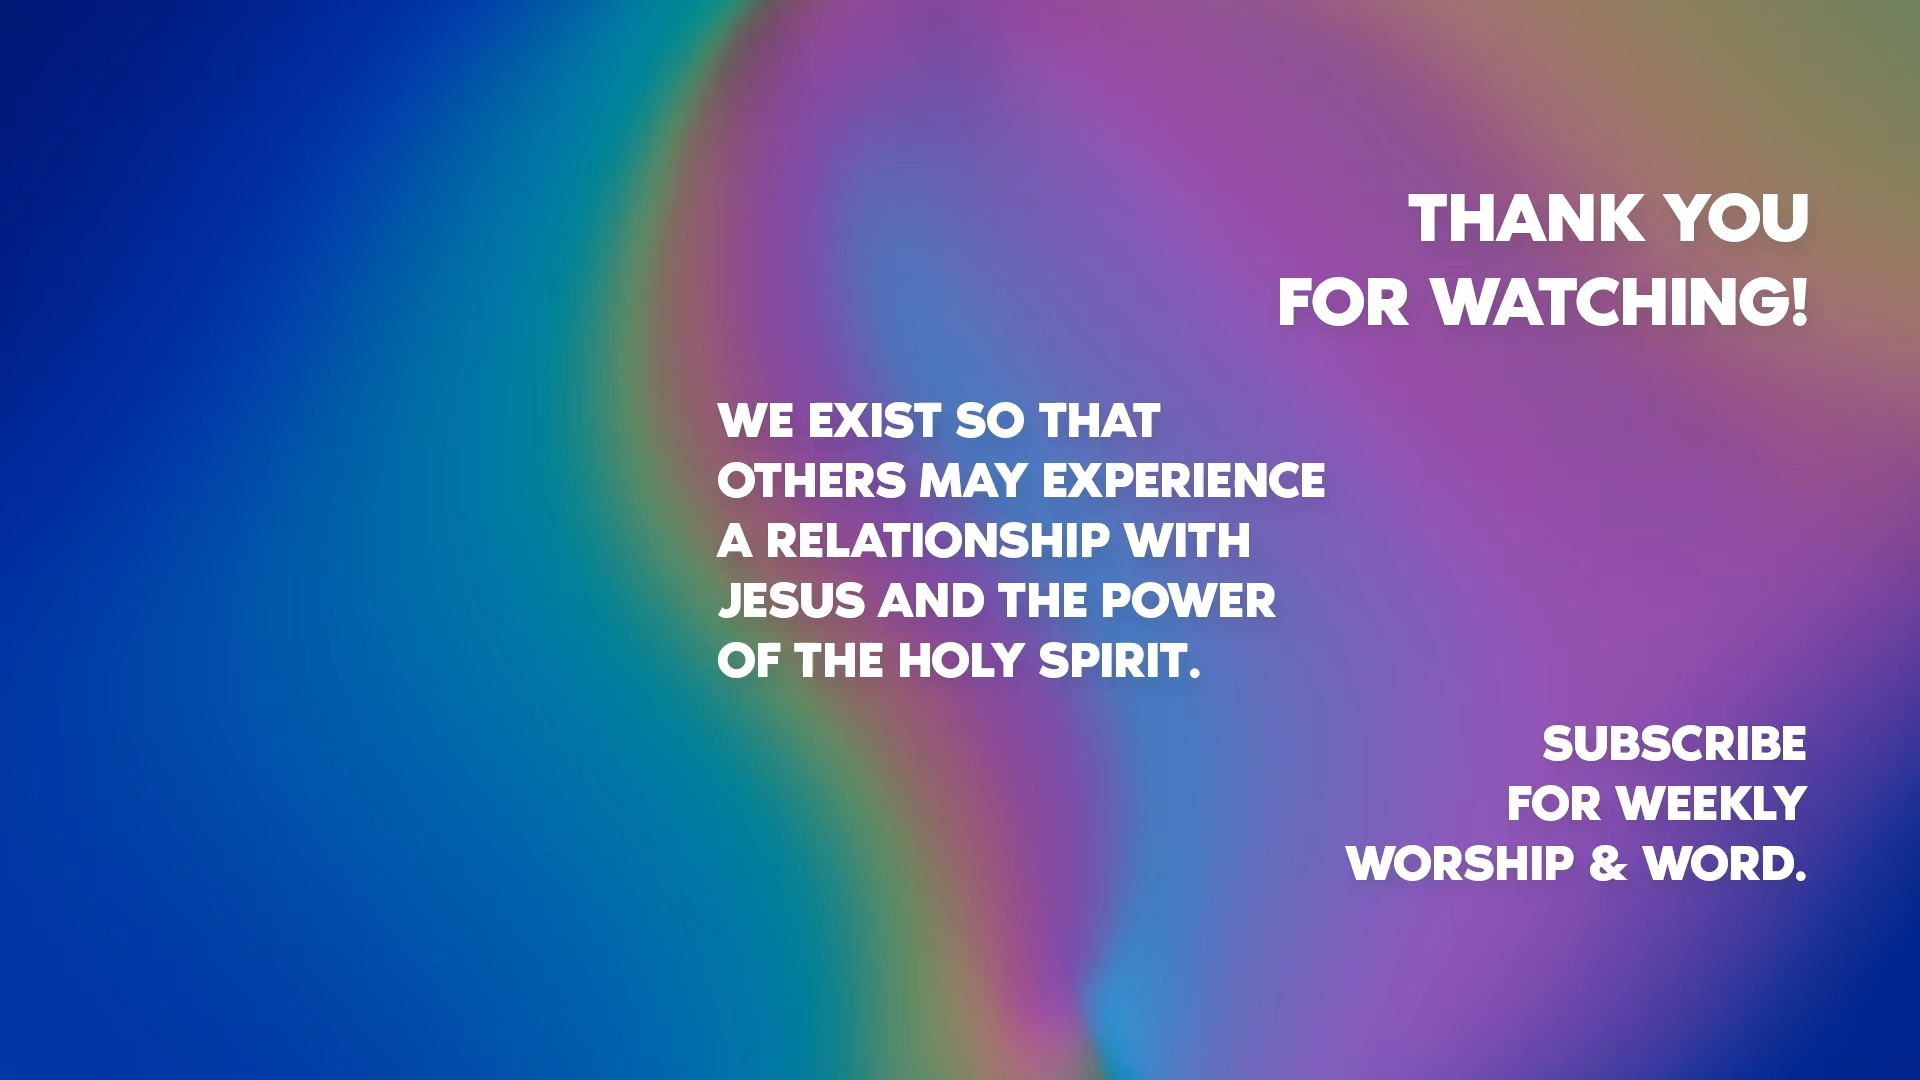 THANK YOU
FOR WATCHING!
WE EXIST SO THAT
OTHERS MAY EXPERIENCE
A RELATIONSHIP WITH
JESUS AND THE POWER
OF THE HOLY SPIRIT.
SUBSCRIBE
FOR WEEKLY
WORSHIP & WORD.